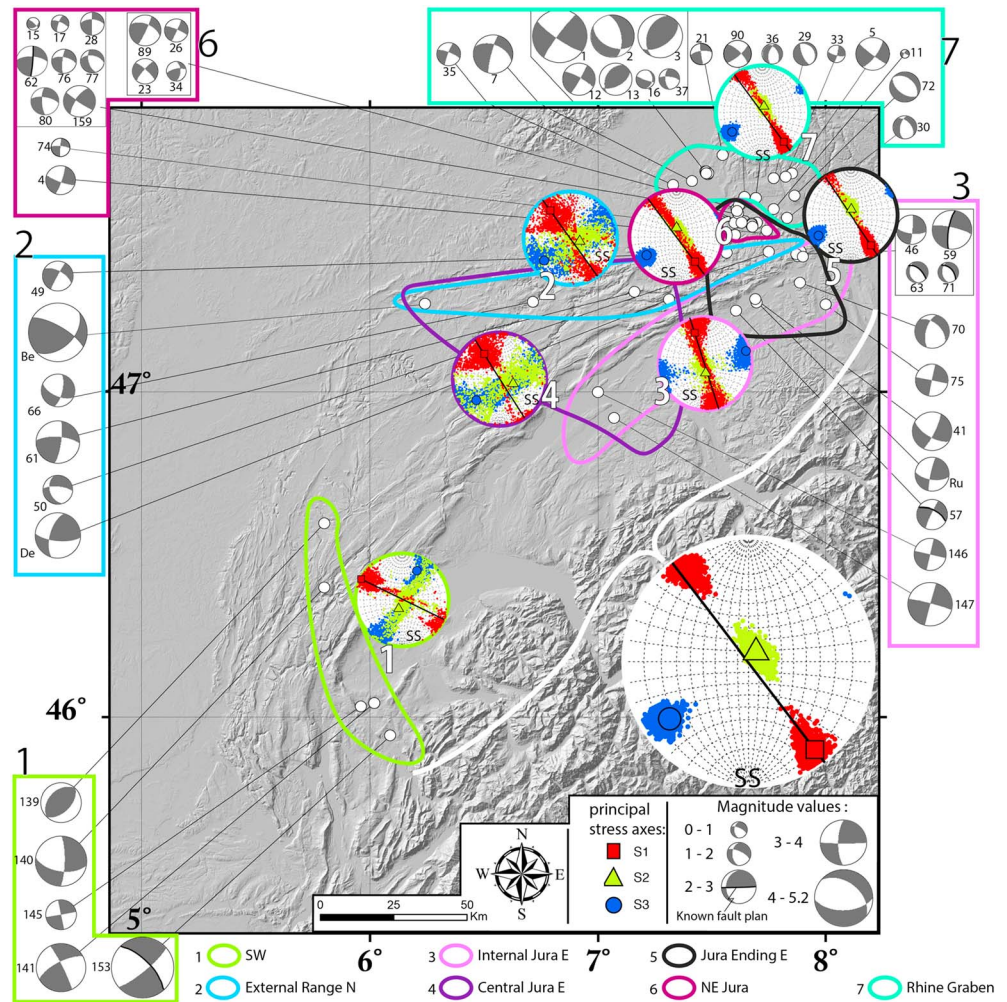 6
15 17 28
62 76 77
80 159
89 26
23 34
74
4
7
35 7
1 2 3
12 13 16 37
21 90 36 29 33 5 11
72
30
SS
7
2
49
Be
66
61
50
De
SS
2
SS
6
SS
5
SS
4
SS
3
3
46 59
63 71
70
75
41
Ru
57
146
147
47°
46°
5°
6°
7°
8°
SS
1
SS
1
139
140
145
141 153
N
W E
S
0 25 50
Km
principal
stress axes:
S1
S2
S3
Magnitude values :
0 - 1
1 - 2
2 - 3
Known fault plan
3 - 4
4 - 5.2
1 SW
3 Internal Jura E
5 Jura Ending E
2 External Range N
4 Central Jura E
6 NE Jura
7 Rhine Graben